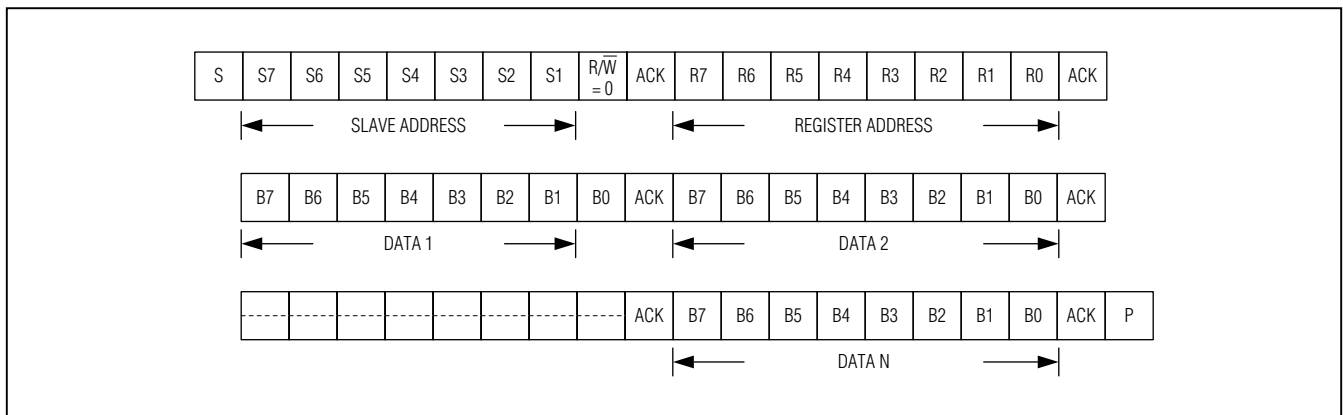 S S7 S6 S5 S4 S3 S2 S1 R/W̅ = 0 ACK R7 R6 R5 R4 R3 R2 R1 R0 ACK
SLAVE ADDRESS REGISTER ADDRESS
B7 B6 B5 B4 B3 B2 B1 B0 ACK B7 B6 B5 B4 B3 B2 B1 B0 ACK
DATA 1 DATA 2
ACK B7 B6 B5 B4 B3 B2 B1 B0 ACK P
DATA N